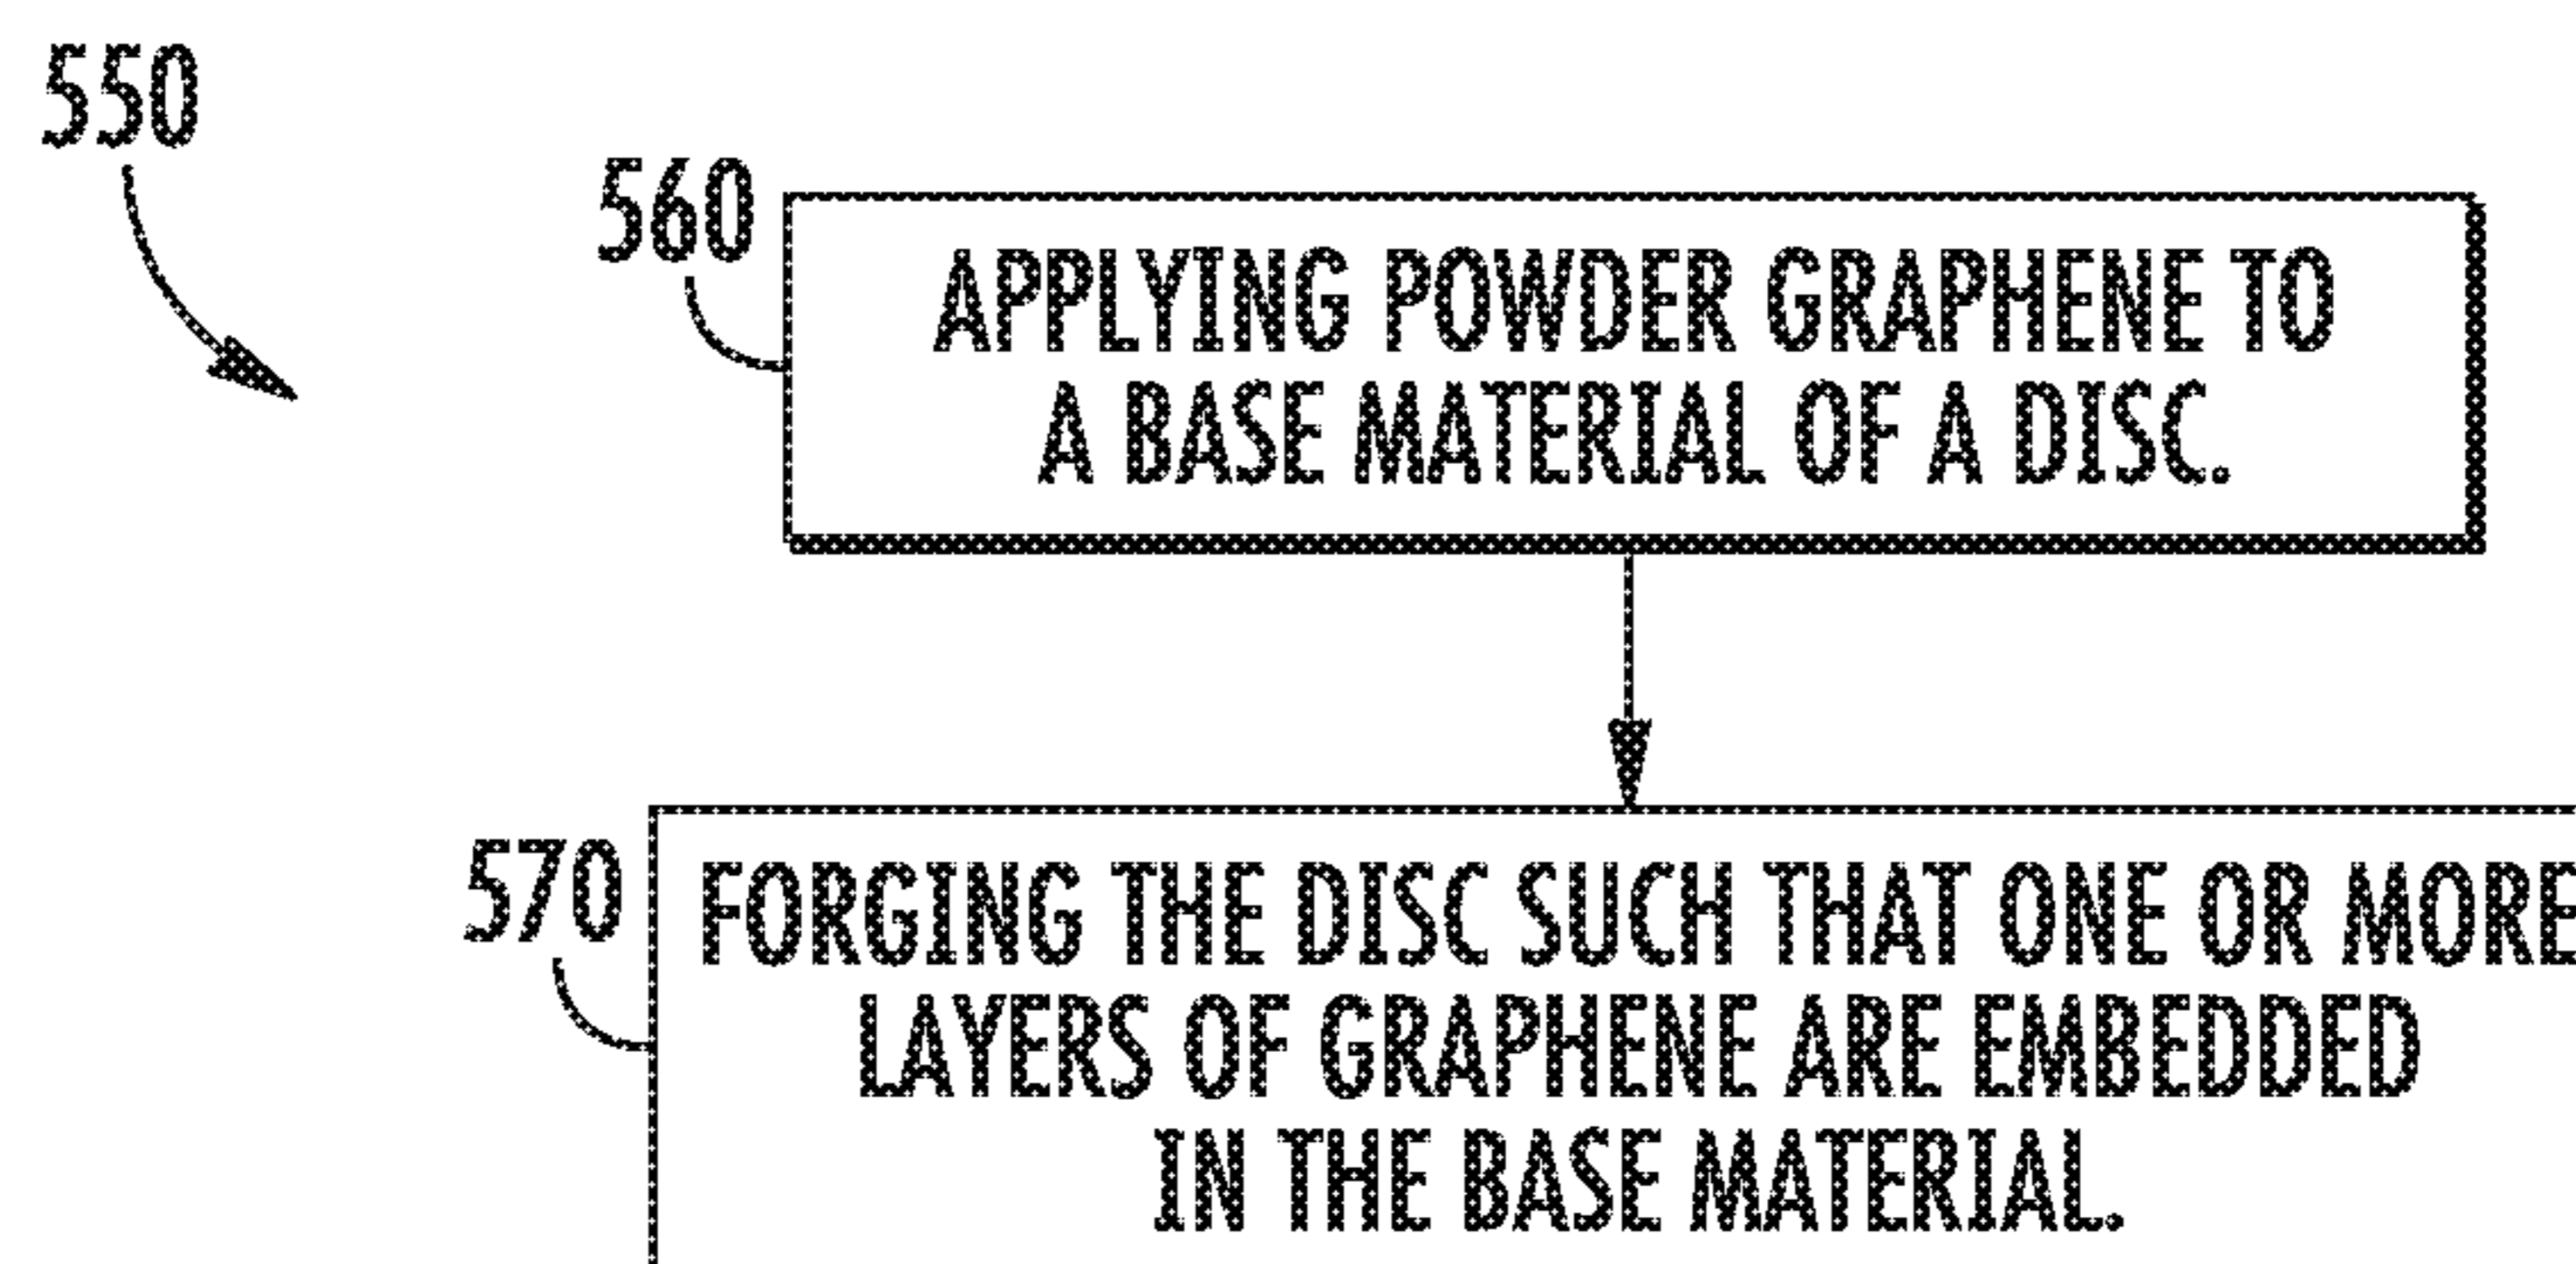 550
560
APPLYING POWDER GRAPHENE TO
A BASE MATERIAL OF A DISC.
570
FORGING THE DISC SUCH THAT ONE OR MORE
LAYERS OF GRAPHENE ARE EMBEDDED
IN THE BASE MATERIAL.